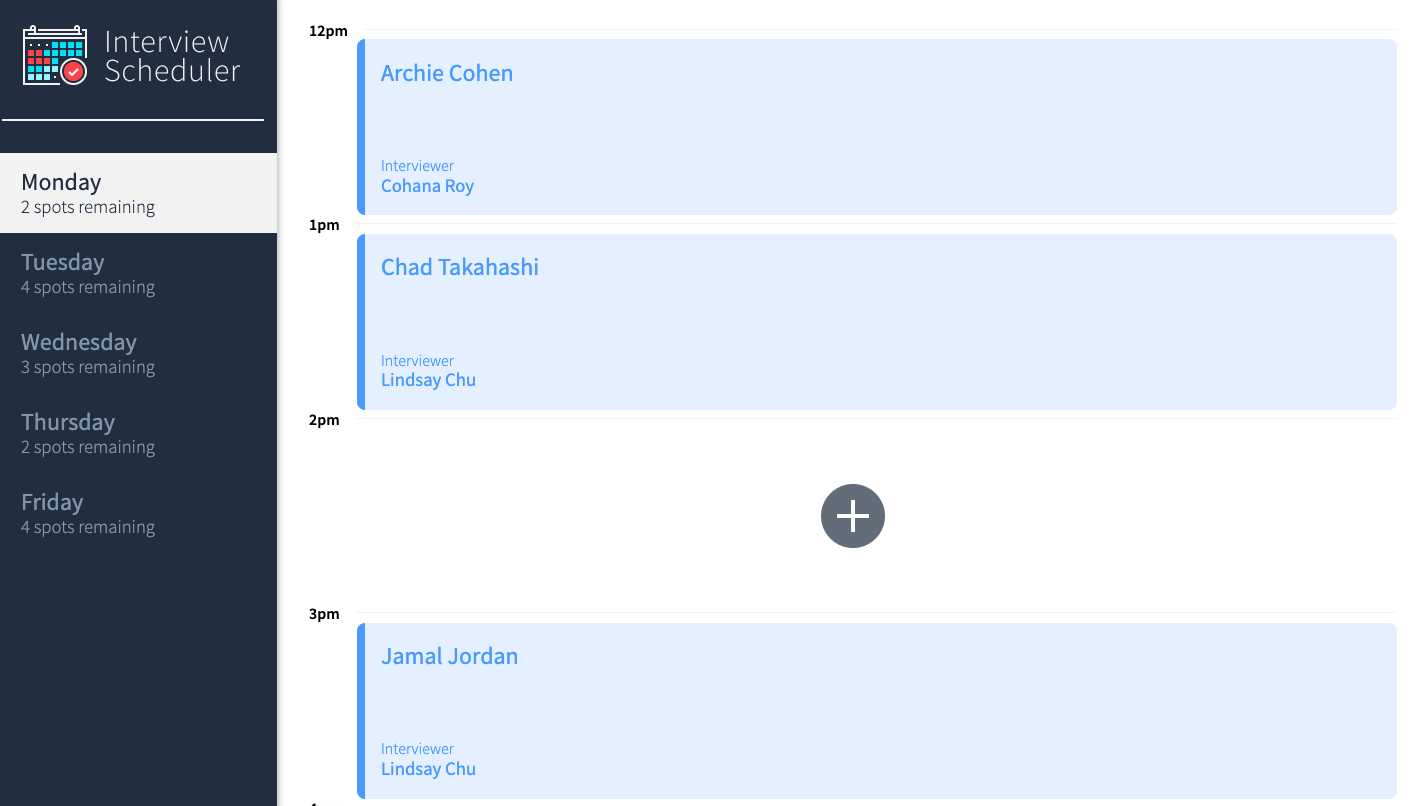 Interview
Scheduler
Monday
2 spots remaining
Tuesday
4 spots remaining
Wednesday
3 spots remaining
Thursday
2 spots remaining
Friday
4 spots remaining
12pm
Archie Cohen
Interviewer
Cohana Roy
1pm
Chad Takahashi
Interviewer
Lindsay Chu
2pm
3pm
Jamal Jordan
Interviewer
Lindsay Chu